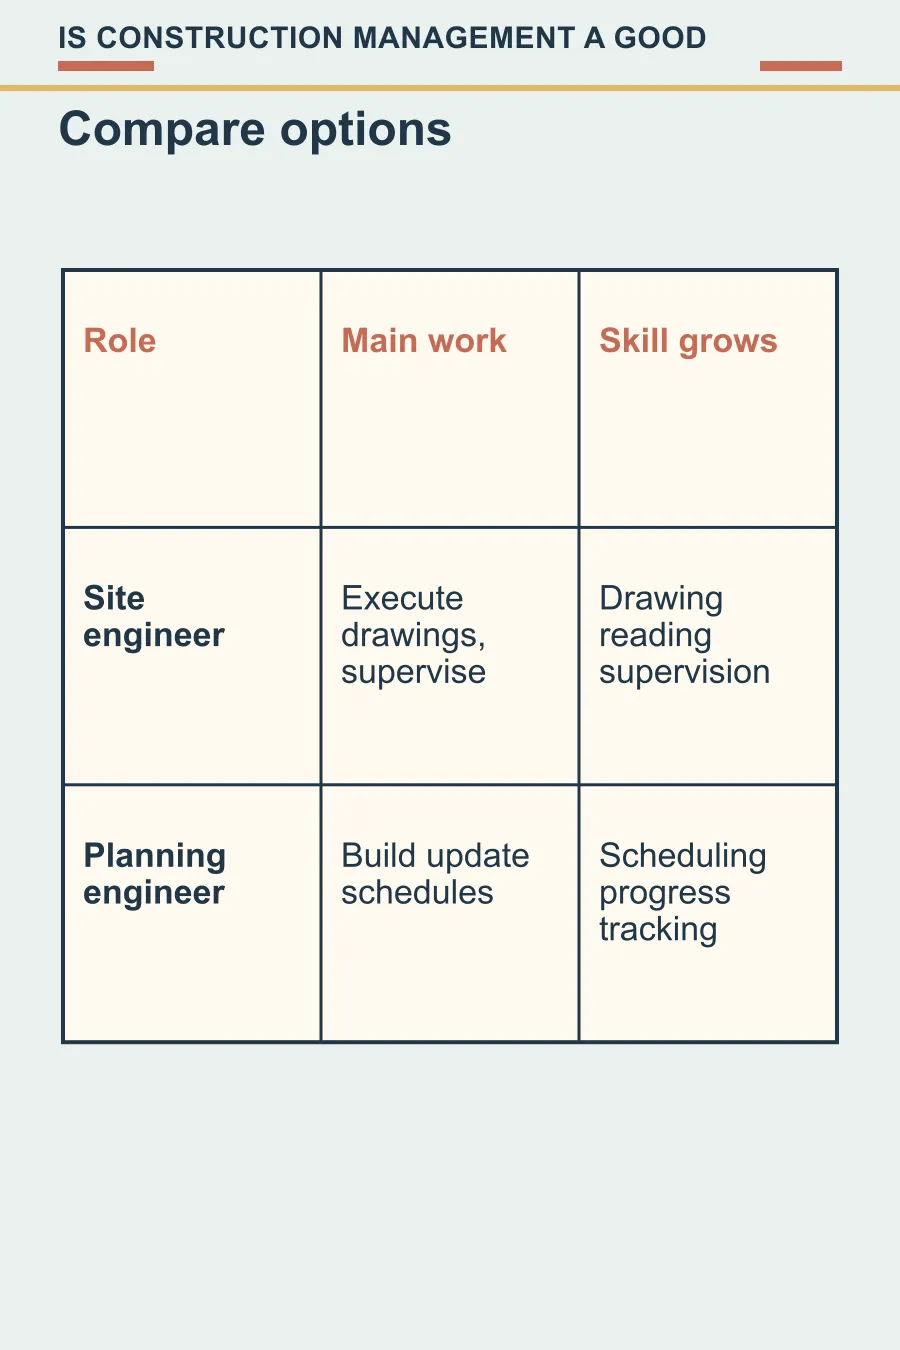 IS CONSTRUCTION MANAGEMENT A GOOD
Compare options
Role
Main work
Skill grows
Site
engineer
Execute
drawings,
supervise
Drawing
reading
supervision
Planning
engineer
Build update
schedules
Scheduling
progress
tracking